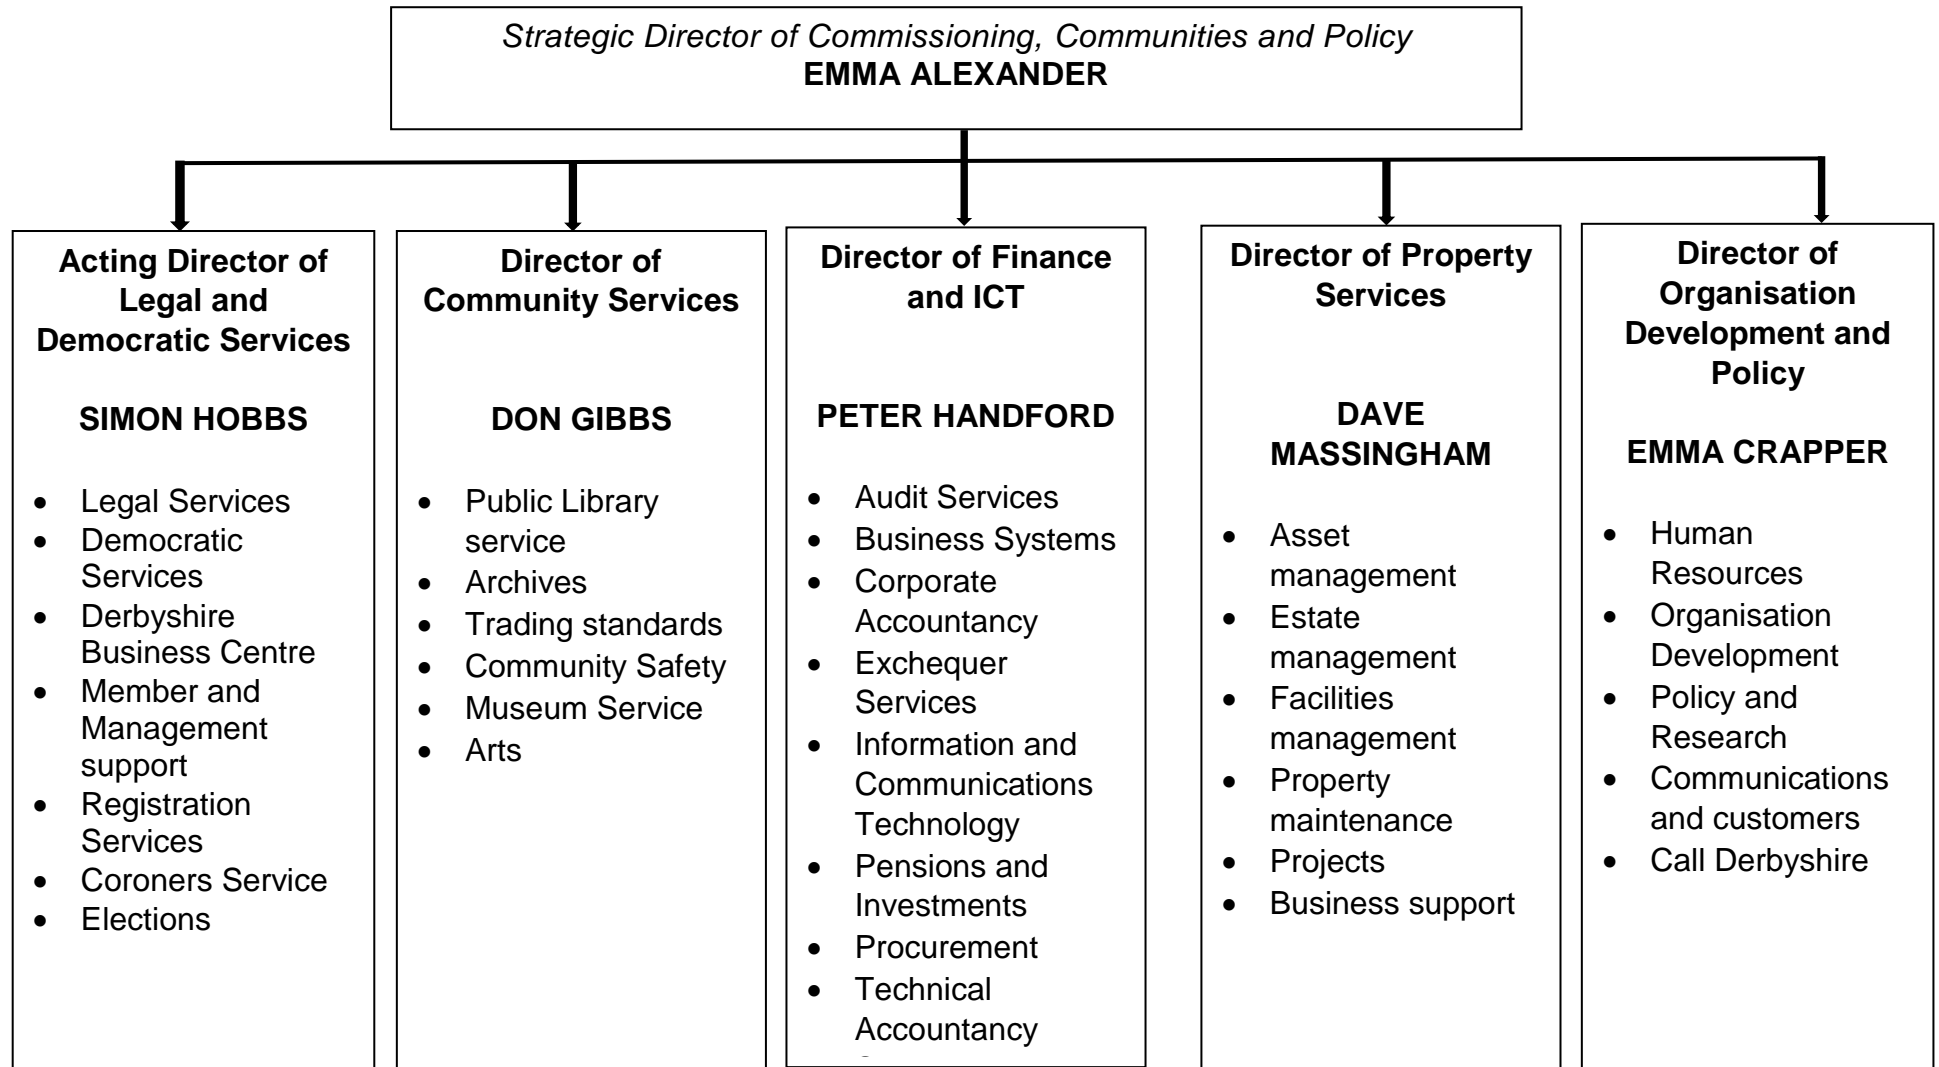 Strategic Director of Commissioning, Communities and Policy
EMMA ALEXANDER
Acting Director of
Legal and
Democratic Services
SIMON HOBBS
• Legal Services
• Democratic
Services
• Derbyshire
Business Centre
• Member and
Management
support
• Registration
Services
• Coroners Service
• Elections
Director of
Community Services
DON GIBBS
• Public Library
service
• Archives
• Trading standards
• Community Safety
• Museum Service
• Arts
Director of Finance
and ICT
PETER HANDFORD
• Audit Services
• Business Systems
• Corporate
Accountancy
• Exchequer
Services
• Information and
Communications
Technology
• Pensions and
Investments
• Procurement
• Technical
Accountancy
Director of Property
Services
DAVE
MASSINGHAM
• Asset
management
• Estate
management
• Facilities
management
• Property
maintenance
• Projects
• Business support
Director of
Organisation
Development and
Policy
EMMA CRAPPER
• Human
Resources
• Organisation
Development
• Policy and
Research
• Communications
and customers
• Call Derbyshire